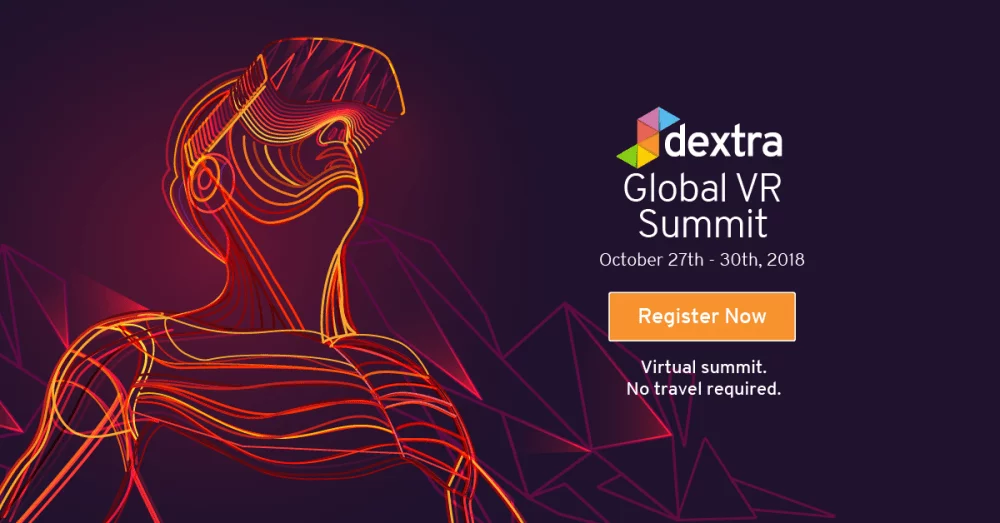 dextra
Global VR
Summit
October 27th - 30th, 2018
Register Now
Virtual summit.
No travel required.